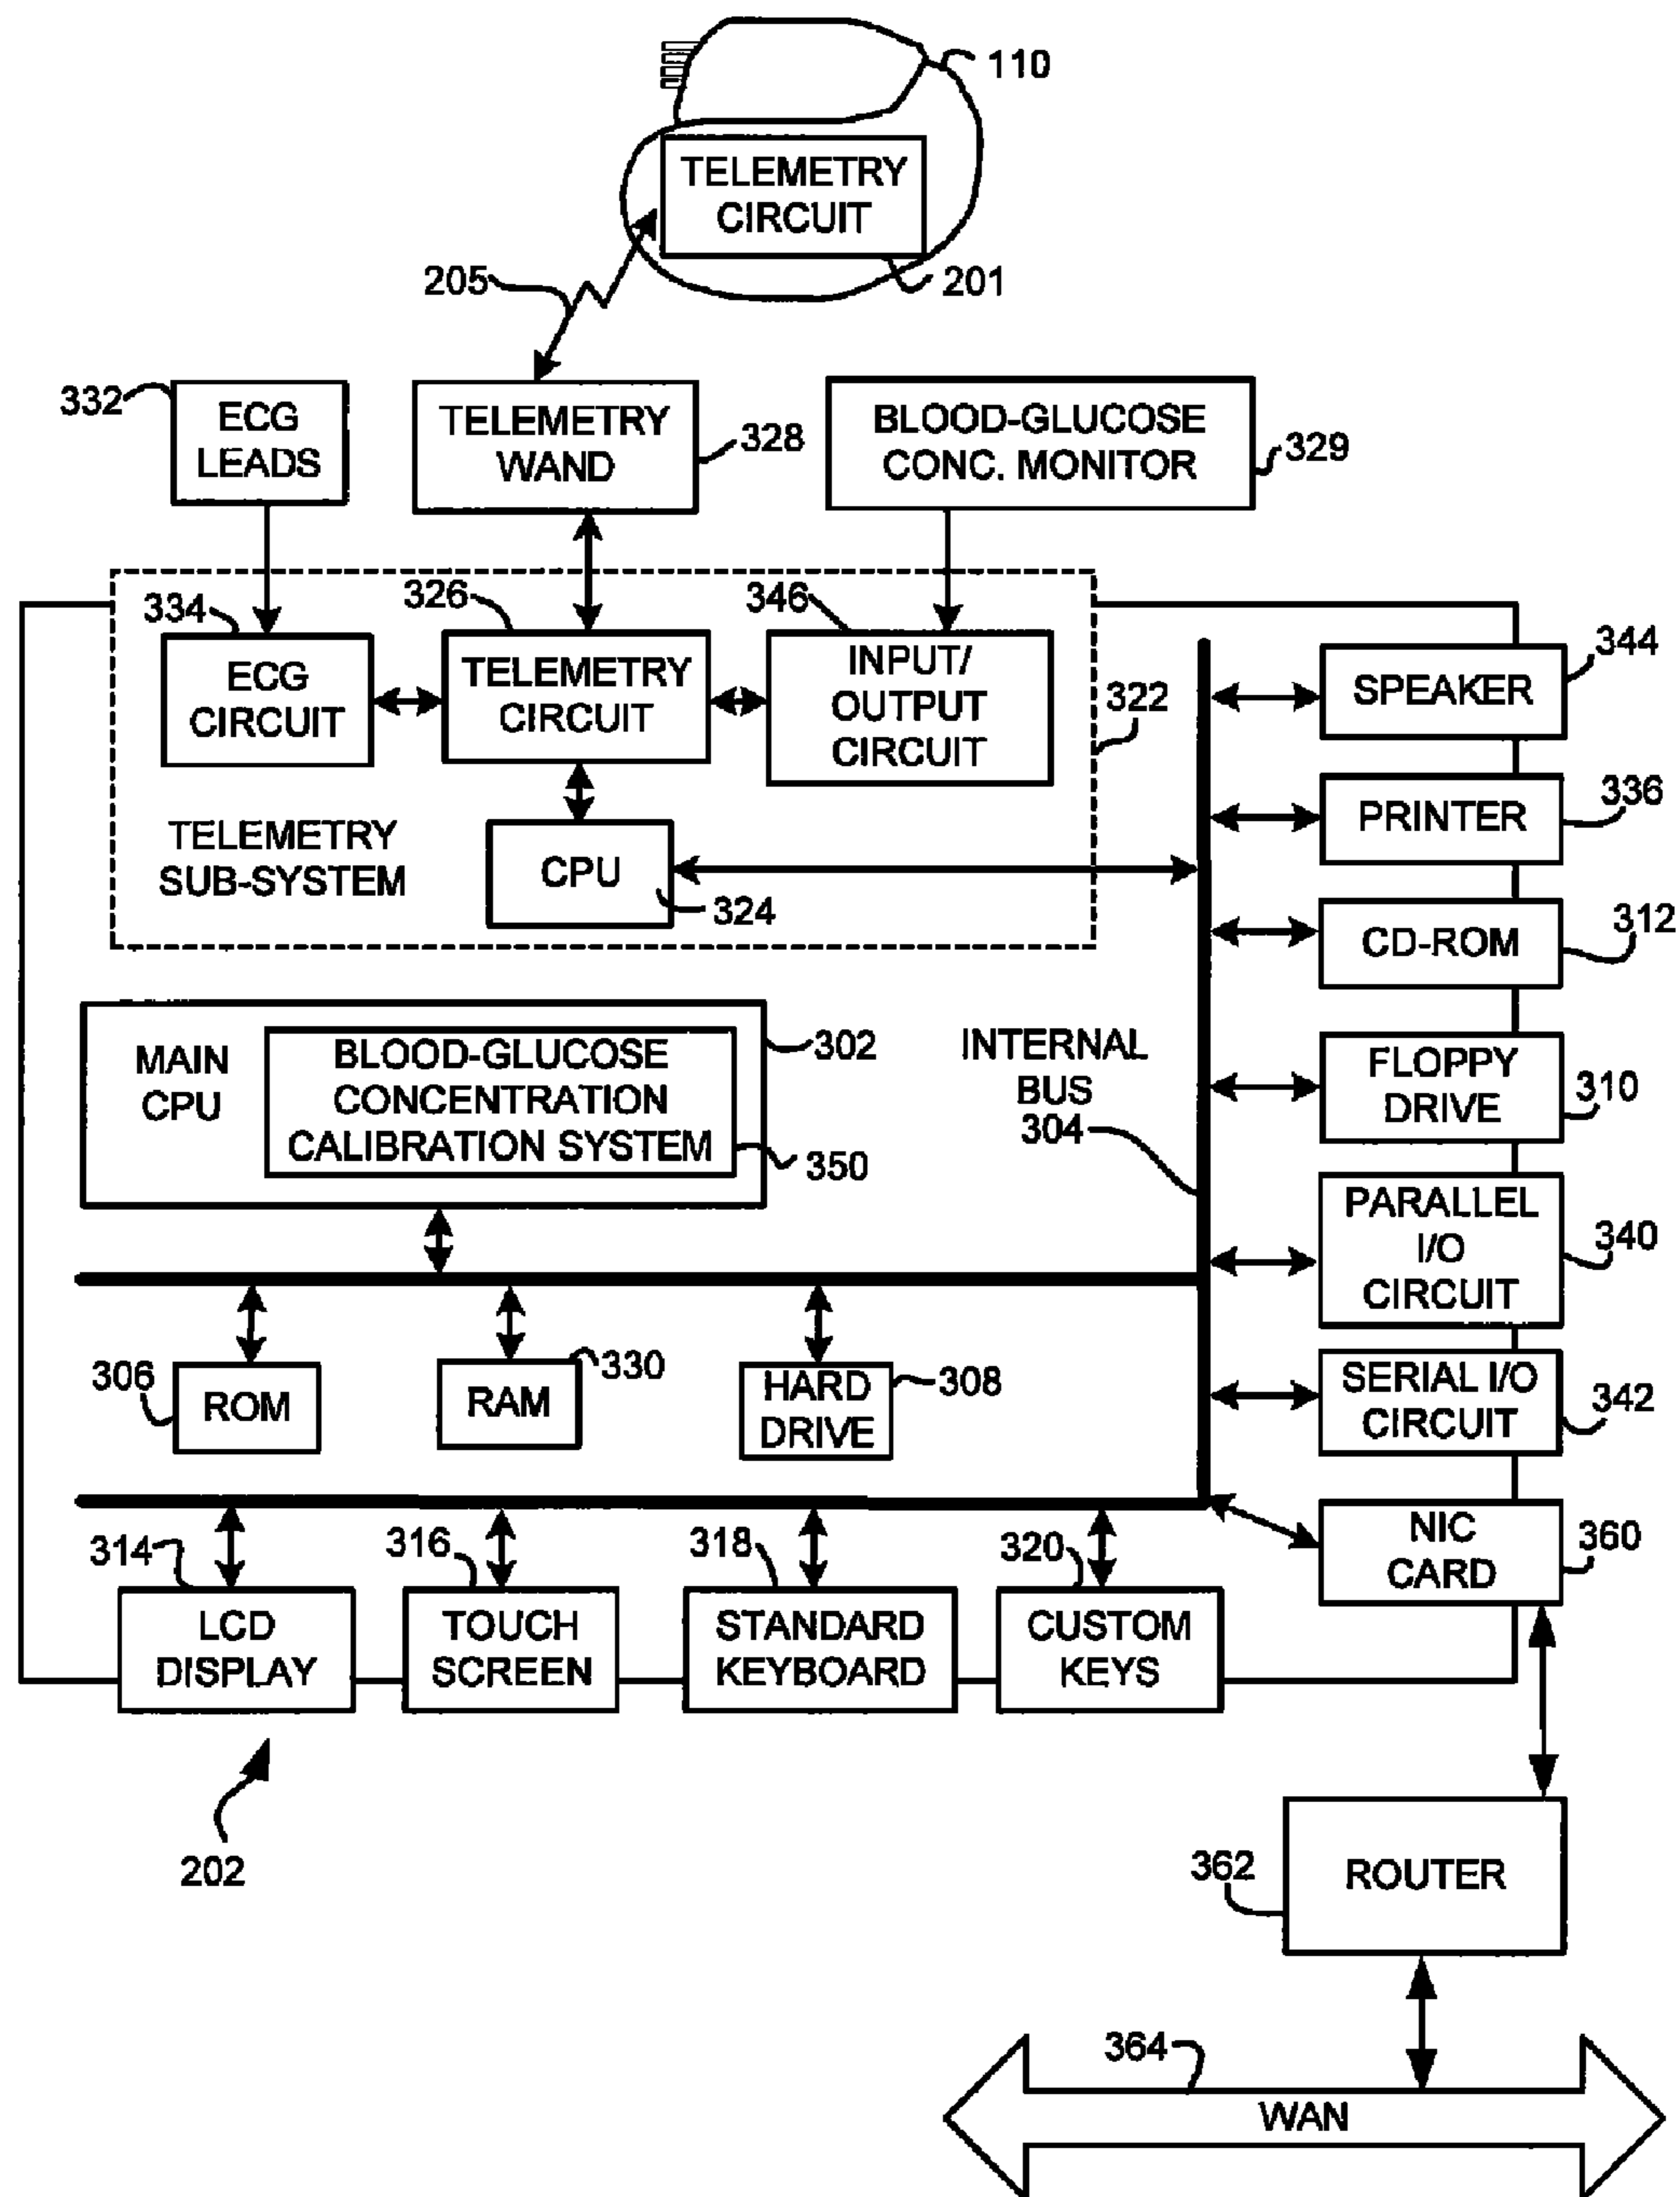 110
TELEMETRY
CIRCUIT
201
205
332
ECG
LEADS
TELEMETRY
WAND
328
BLOOD-GLUCOSE
CONC. MONITOR
329
334
326
346
ECG
CIRCUIT
TELEMETRY
CIRCUIT
INPUT/
OUTPUT
CIRCUIT
322
TELEMETRY
SUB-SYSTEM
CPU
324
344
SPEAKER
336
PRINTER
312
CD-ROM
MAIN
CPU
BLOOD-GLUCOSE
CONCENTRATION
CALIBRATION SYSTEM
302
350
INTERNAL
BUS
304
FLOPPY
DRIVE
310
PARALLEL
I/O
CIRCUIT
340
306
ROM
330
RAM
HARD
DRIVE
308
SERIAL I/O
CIRCUIT
342
314
316
318
320
NIC
CARD
360
LCD
DISPLAY
TOUCH
SCREEN
STANDARD
KEYBOARD
CUSTOM
KEYS
202
362
ROUTER
364
WAN